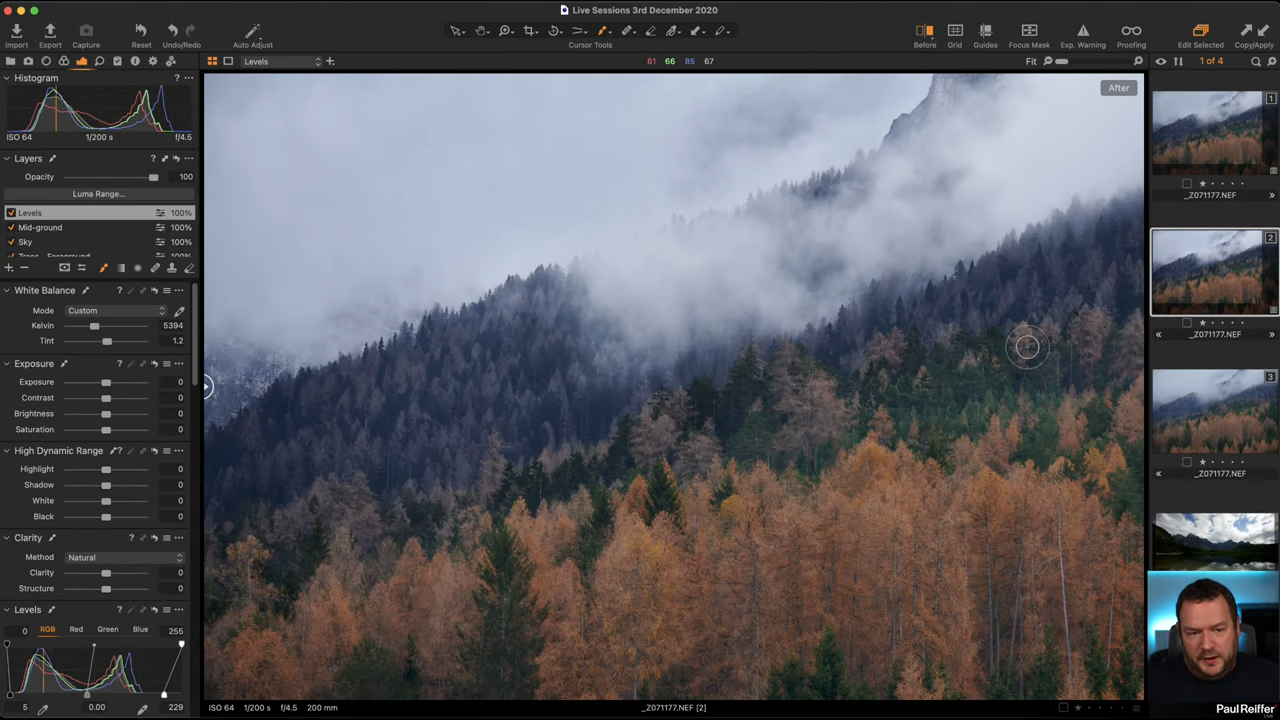 Live Sessions 3rd December 2020
Import
Export
Capture
Reset
Undo/Redo
Auto Adjust
Cursor Tools
Before
Grid
Guides
Focus Mask
Exp. Warning
Proofing
Edit Selected
Copy/Apply
Levels
61 66 85 67
Fit
1 of 4
Histogram
ISO 64 1/200 s f/4.5
Layers
Opacity 100
Luma Range...
Levels 100%
Mid-ground 100%
Sky 100%
White Balance
Mode Custom
Kelvin 5394
Tint 1.2
Exposure
Exposure 0
Contrast 0
Brightness 0
Saturation 0
High Dynamic Range
Highlight 0
Shadow 0
White 0
Black 0
Clarity
Method Natural
Clarity 0
Structure 0
Levels
0 RGB Red Green Blue 255
5 0.00 229
After
1
_Z071177.NEF
2
_Z071177.NEF
3
_Z071177.NEF
ISO 64 1/200 s f/4.5 200 mm
_Z071177.NEF [2]
Paul Reiffer
Live